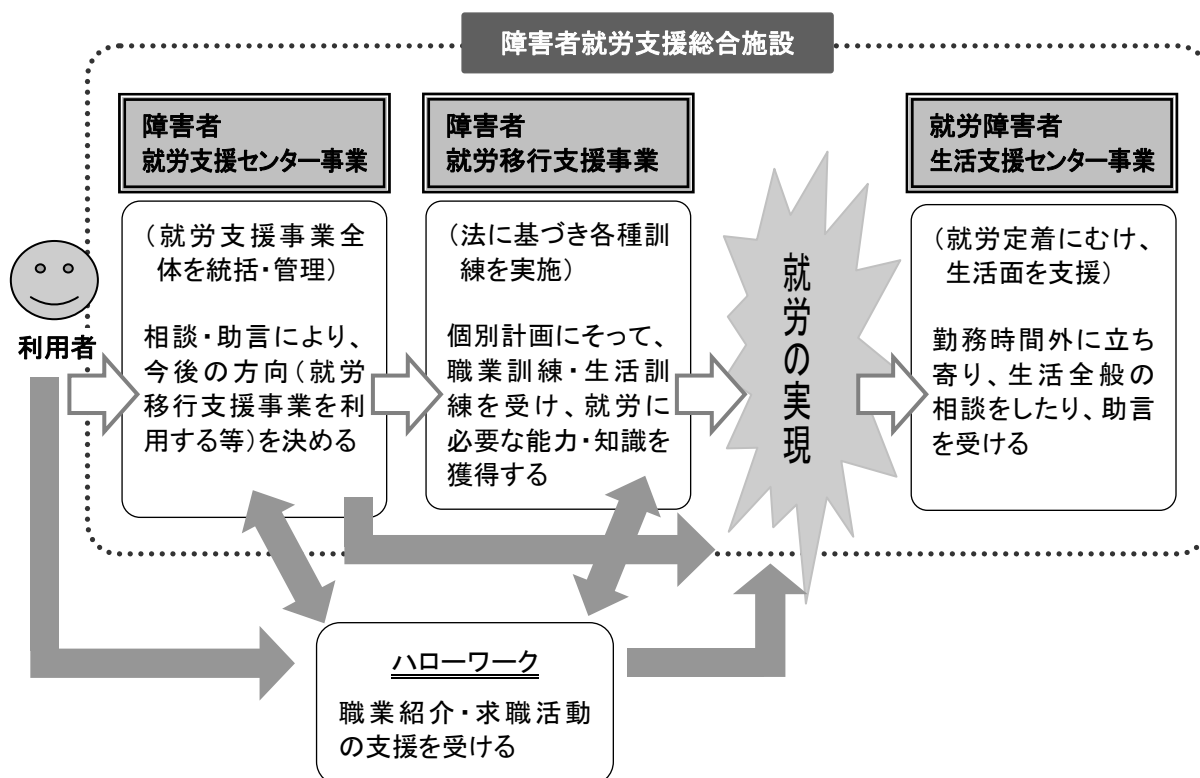 障害者就労支援総合施設
障害者
就労支援センター事業
(就労支援事業全
体を統括・管理)
相談・助言により、
今後の方向(就労
移行支援事業を利
用する等)を決める
障害者
就労移行支援事業
(法に基づき各種訓
練を実施)
個別計画にそって、
職業訓練・生活訓
練を受け、就労に
必要な能力・知識を
獲得する
就労の実現
就労障害者
生活支援センター事業
(就労定着にむけ、
生活面を支援)
勤務時間外に立ち
寄り、生活全般の
相談をしたり、助言
を受ける
利用者
ハローワーク
職業紹介・求職活動
の支援を受ける